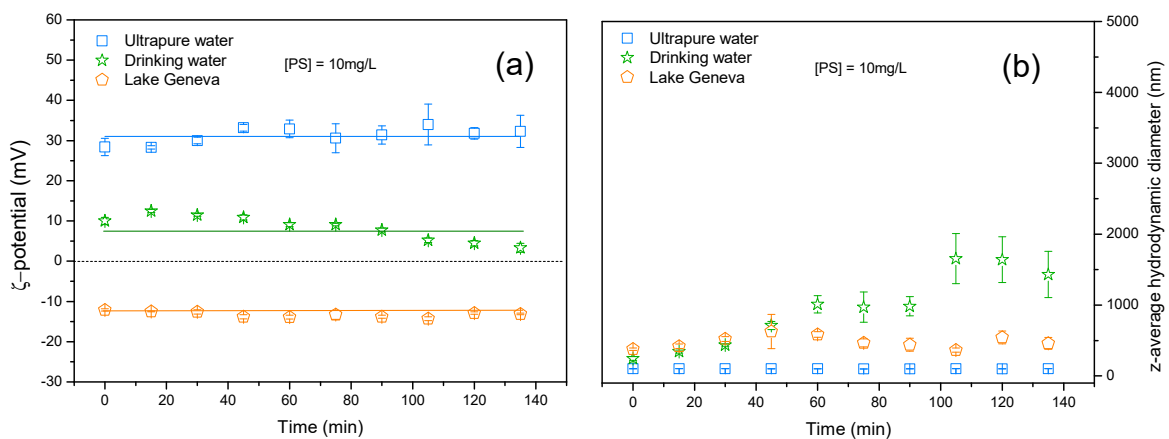 60
50
40
30
20
10
0
-10
-20
-30
ζ−potential (mV)
Ultrapure water
Drinking water
Lake Geneva
[PS] = 10mg/L
(a)
0 20 40 60 80 100 120 140
Time (min)
Ultrapure water
Drinking water
Lake Geneva
[PS] = 10mg/L
(b)
5000
4000
3000
2000
1000
0
z-average hydrodynamic diameter (nm)
0 20 40 60 80 100 120 140
Time (min)